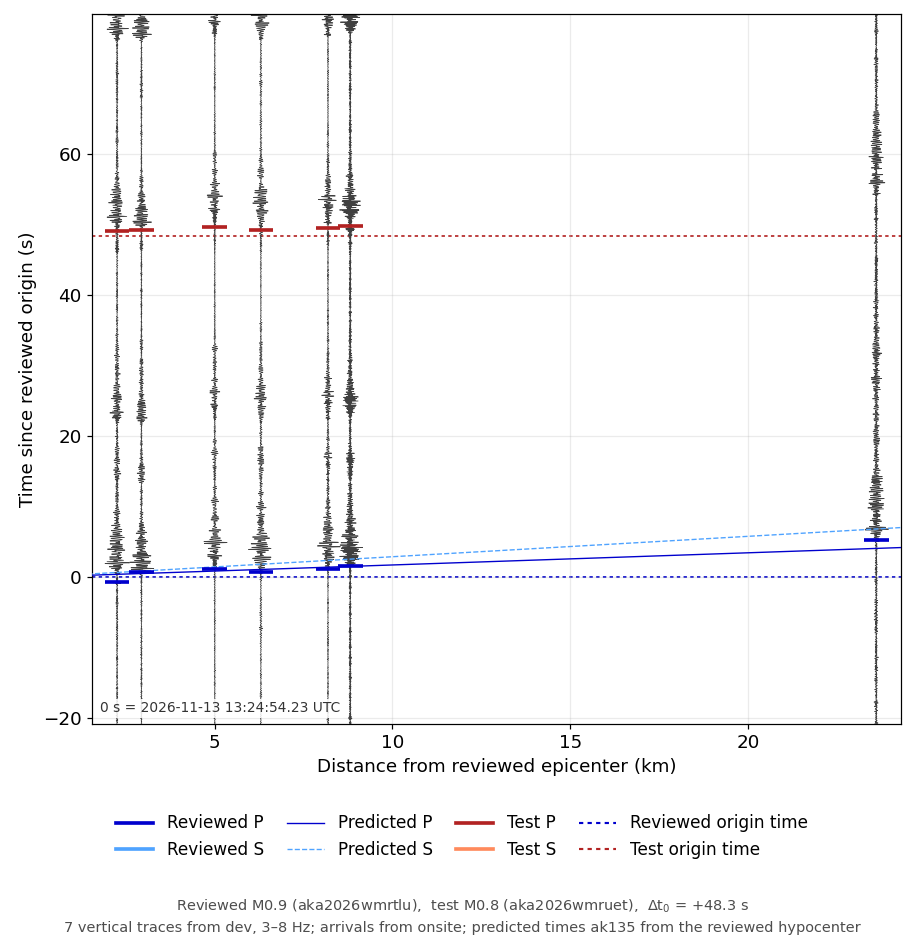 Time since reviewed origin (s)
60
40
20
0
−20
0 s = 2026-11-13 13:24:54.23 UTC
5 10 15 20
Distance from reviewed epicenter (km)
Reviewed P Predicted P Test P Reviewed origin time
Reviewed S Predicted S Test S Test origin time
Reviewed M0.9 (aka2026wmrtlu), test M0.8 (aka2026wmruet), Δt₀ = +48.3 s
7 vertical traces from dev, 3–8 Hz; arrivals from onsite; predicted times ak135 from the reviewed hypocenter